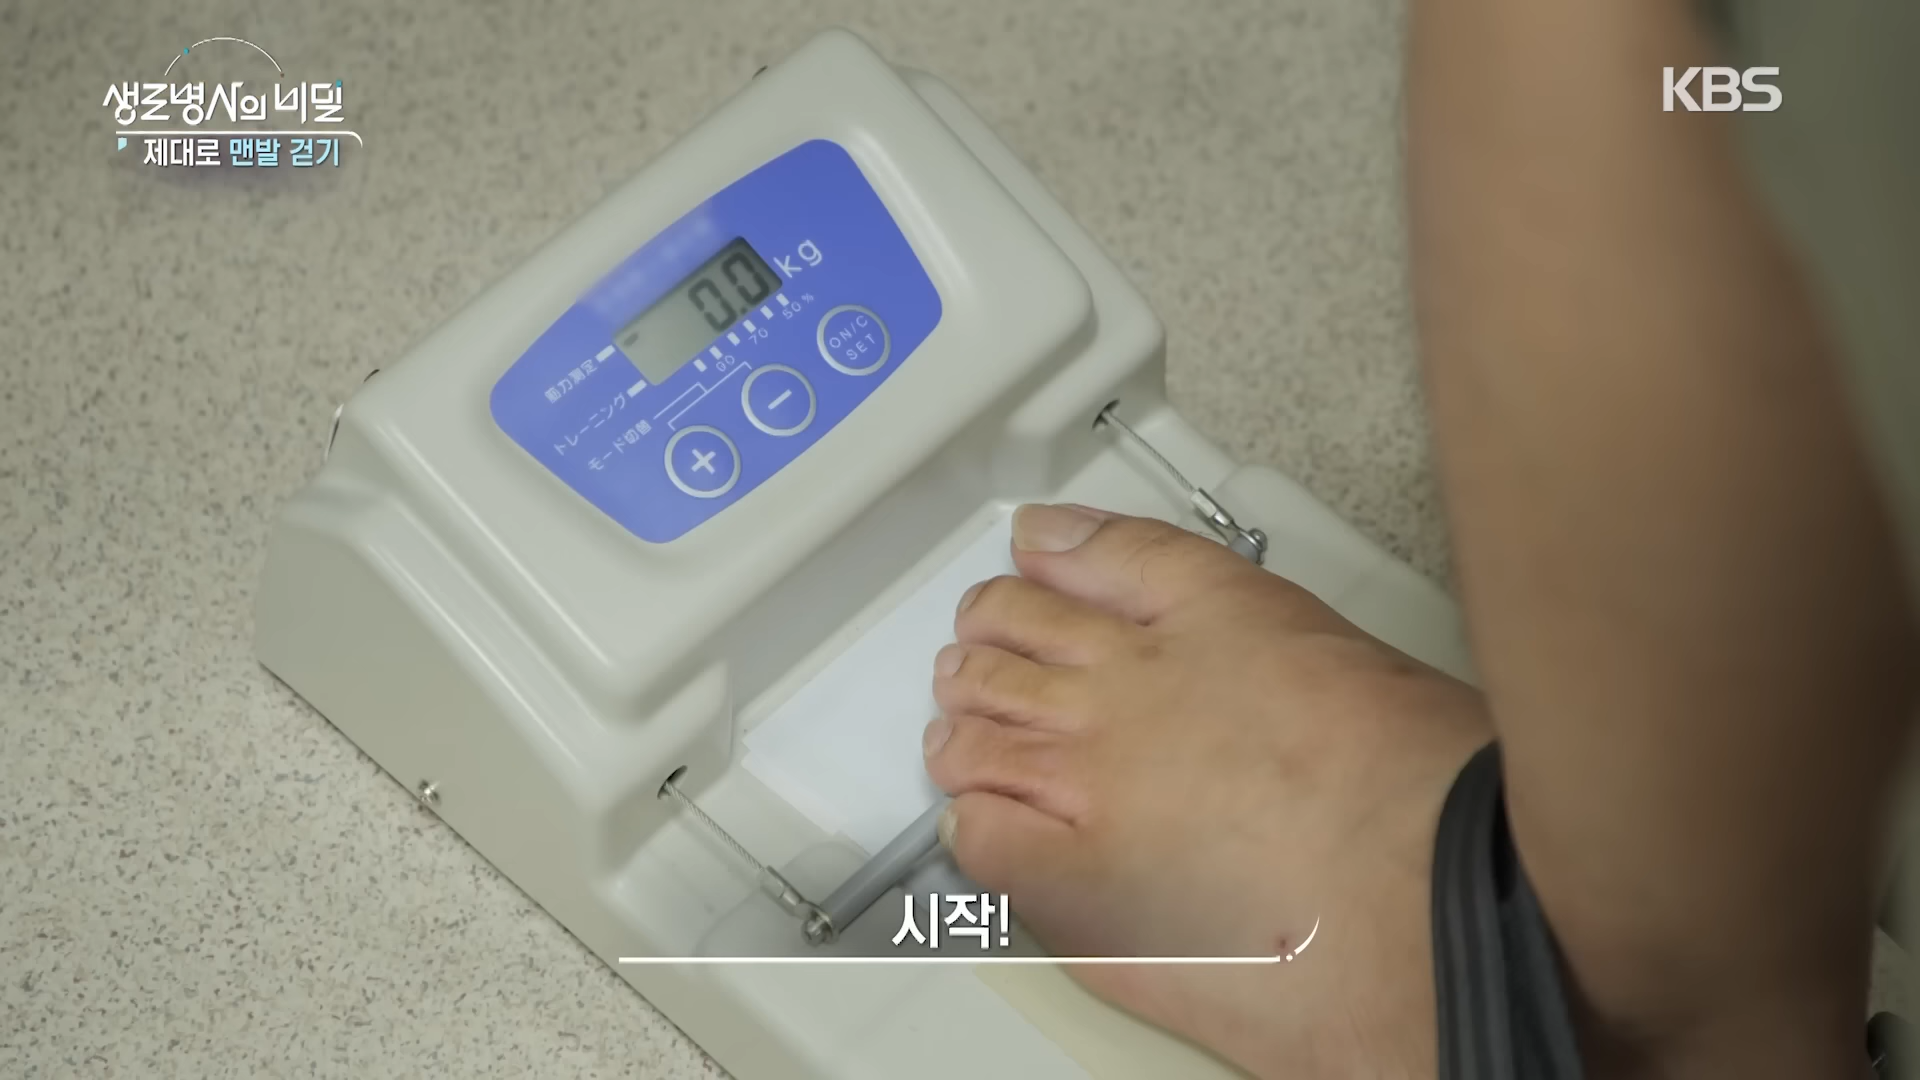 생로병사의 비밀
제대로 맨발 걷기
KBS
0.0 kg
筋力測定
トレーニング
モード切替
90 70 50 %
+
−
ON/C
SET
시작!